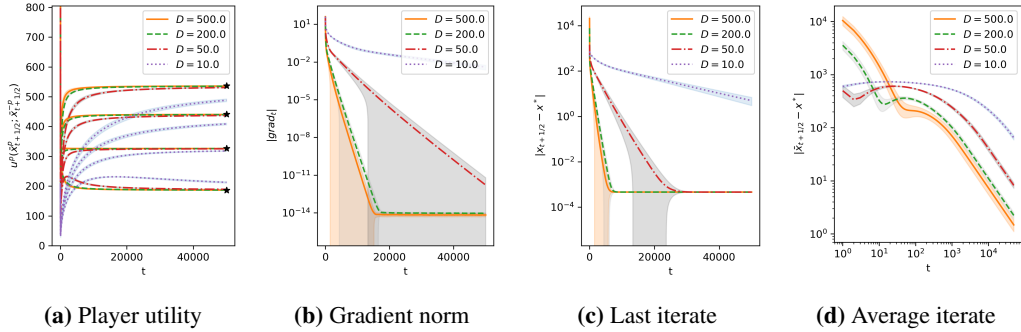 800
700
600
500
400
300
200
100
0
0
20000
40000
t
u^p(x̄^p_{t+1/2}, x̄^{-p}_{t+1/2})
D = 500.0
D = 200.0
D = 50.0
D = 10.0
10^1
10^-2
10^-5
10^-8
10^-11
10^-14
0
20000
40000
t
|grad_t|
D = 500.0
D = 200.0
D = 50.0
D = 10.0
10^4
10^2
10^0
10^-2
10^-4
0
20000
40000
t
|x_{t+1/2} − x*|
D = 500.0
D = 200.0
D = 50.0
D = 10.0
10^4
10^3
10^2
10^1
10^0
10^0
10^1
10^2
10^3
10^4
t
|x̄_{t+1/2} − x*|
D = 500.0
D = 200.0
D = 50.0
D = 10.0
(a) Player utility
(b) Gradient norm
(c) Last iterate
(d) Average iterate